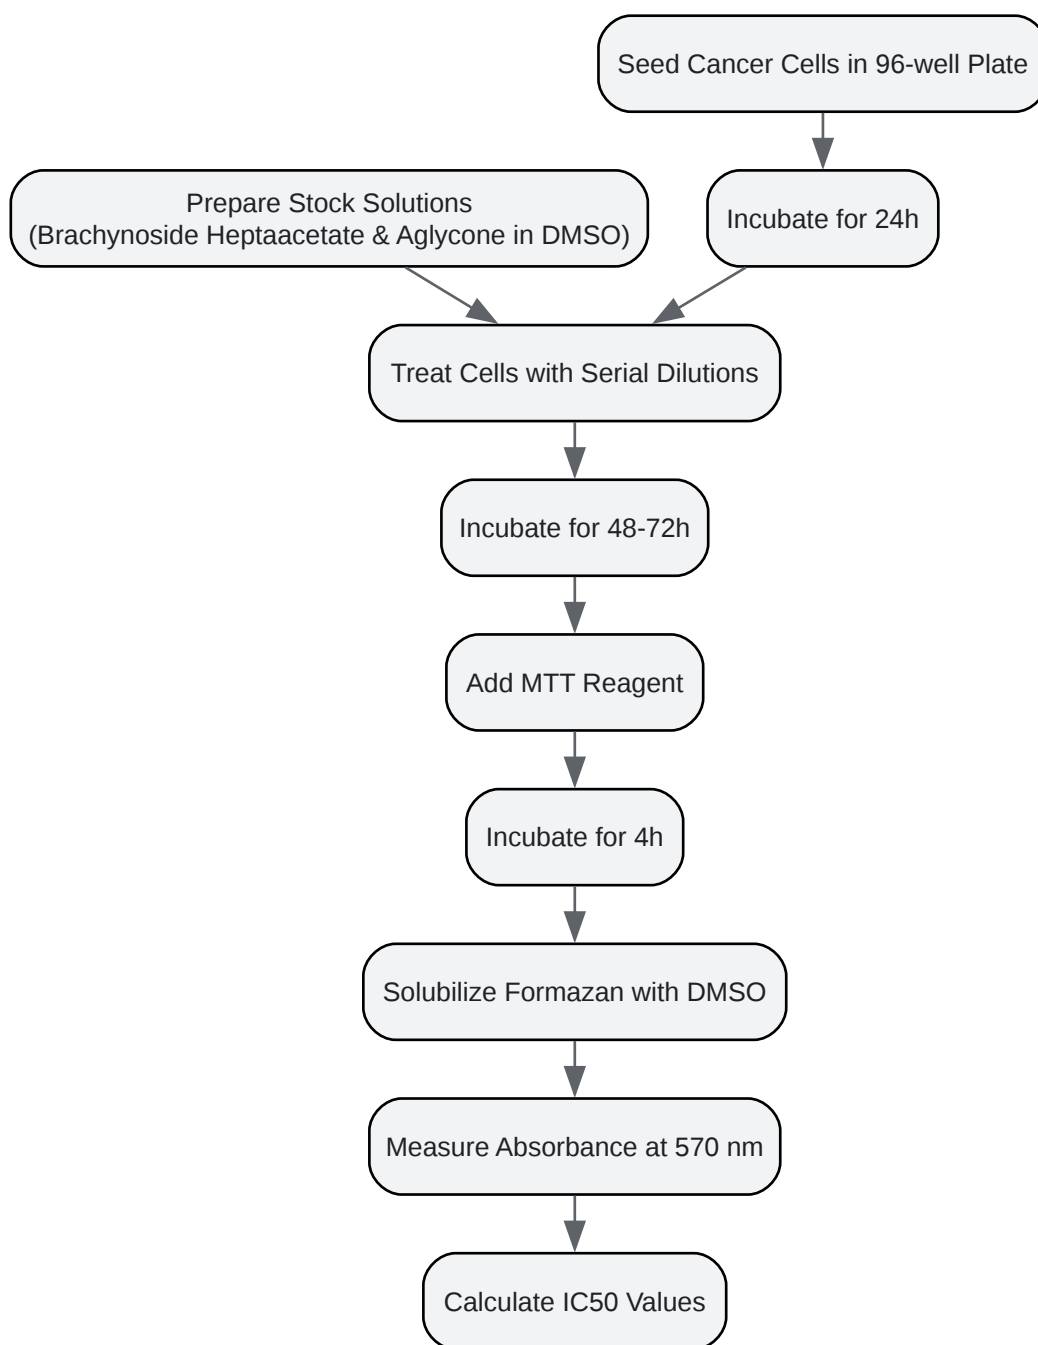 Seed Cancer Cells in 96-well Plate
Prepare Stock Solutions
(Brachynoside Heptaacetate & Aglycone in DMSO)
Incubate for 24h
Treat Cells with Serial Dilutions
Incubate for 48-72h
Add MTT Reagent
Incubate for 4h
Solubilize Formazan with DMSO
Measure Absorbance at 570 nm
Calculate IC50 Values